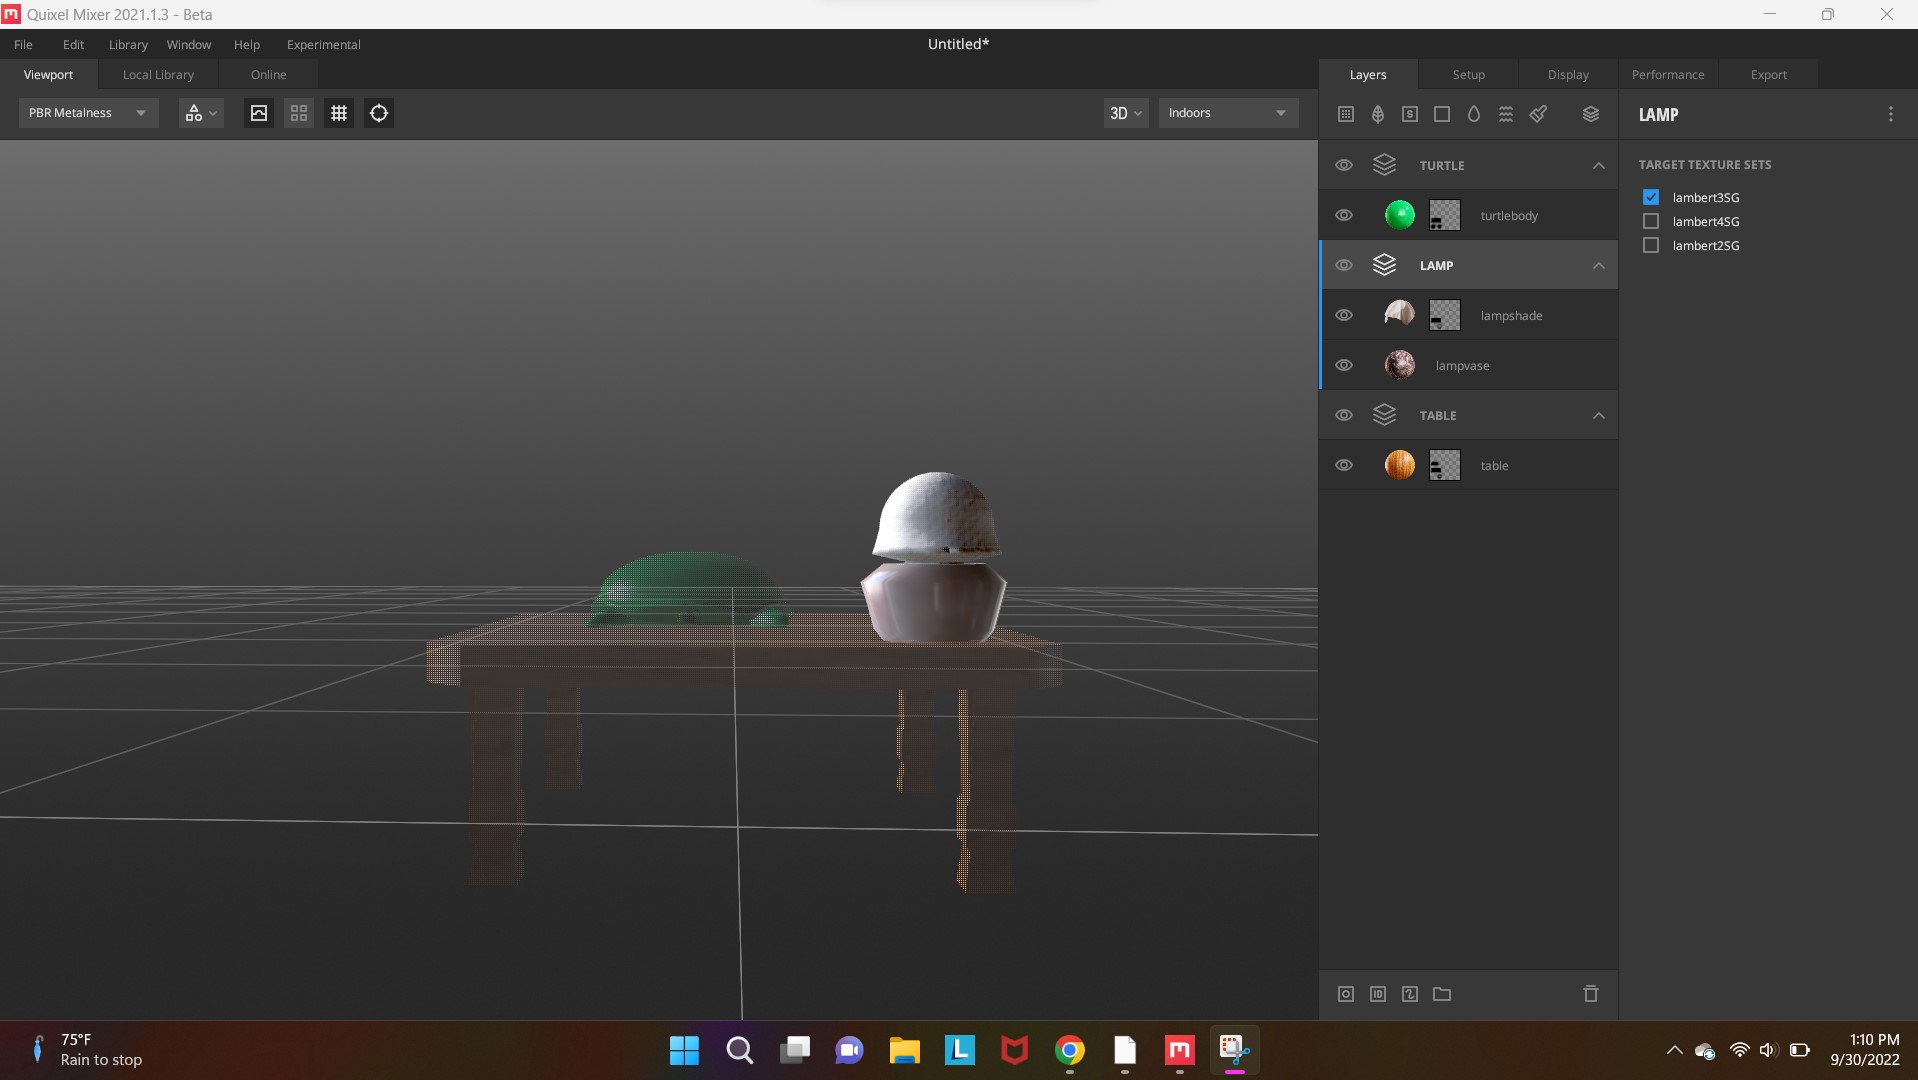 Quixel Mixer 2021.1.3 - Beta
File Edit Library Window Help Experimental
Untitled*
Viewport Local Library Online
Layers Setup Display Performance Export
PBR Metalness
3D Indoors
LAMP
TARGET TEXTURE SETS
lambert3SG
lambert4SG
lambert2SG
TURTLE
turtlebody
LAMP
lampshade
lampvase
TABLE
table
75°F
Rain to stop
1:10 PM
9/30/2022